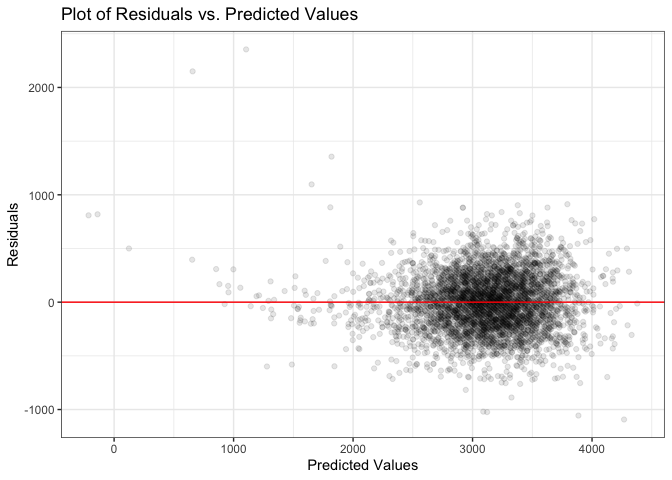 Plot of Residuals vs. Predicted Values
2000
1000
0
-1000
Residuals
0 1000 2000 3000 4000
Predicted Values